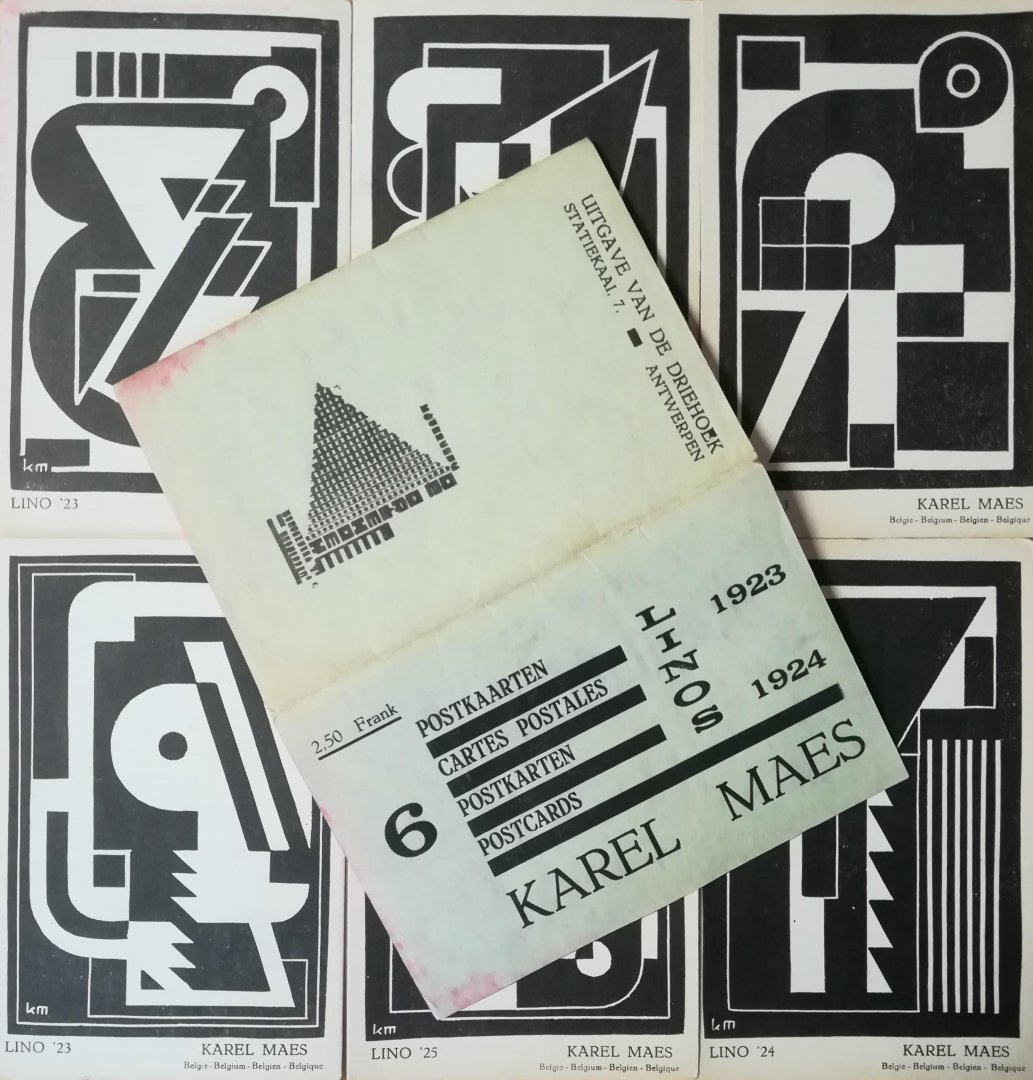 km
LINO '23
KAREL MAES
Belgie - Belgium - Belgien - Belgique
UITGAVE VAN DE DRIEHOEK
STATIEKAAI, 7, ANTWERPEN
2,50 Frank
6
POSTKAARTEN
CARTES POSTALES
POSTKARTEN
POSTCARDS
LINOS
1923
1924
KAREL MAES
km
LINO '23
KAREL MAES
Belgie - Belgium - Belgien - Belgique
km
LINO '25
KAREL MAES
Belgie - Belgium - Belgien - Belgique
km
LINO '24
KAREL MAES
Belgie - Belgium - Belgien - Belgique